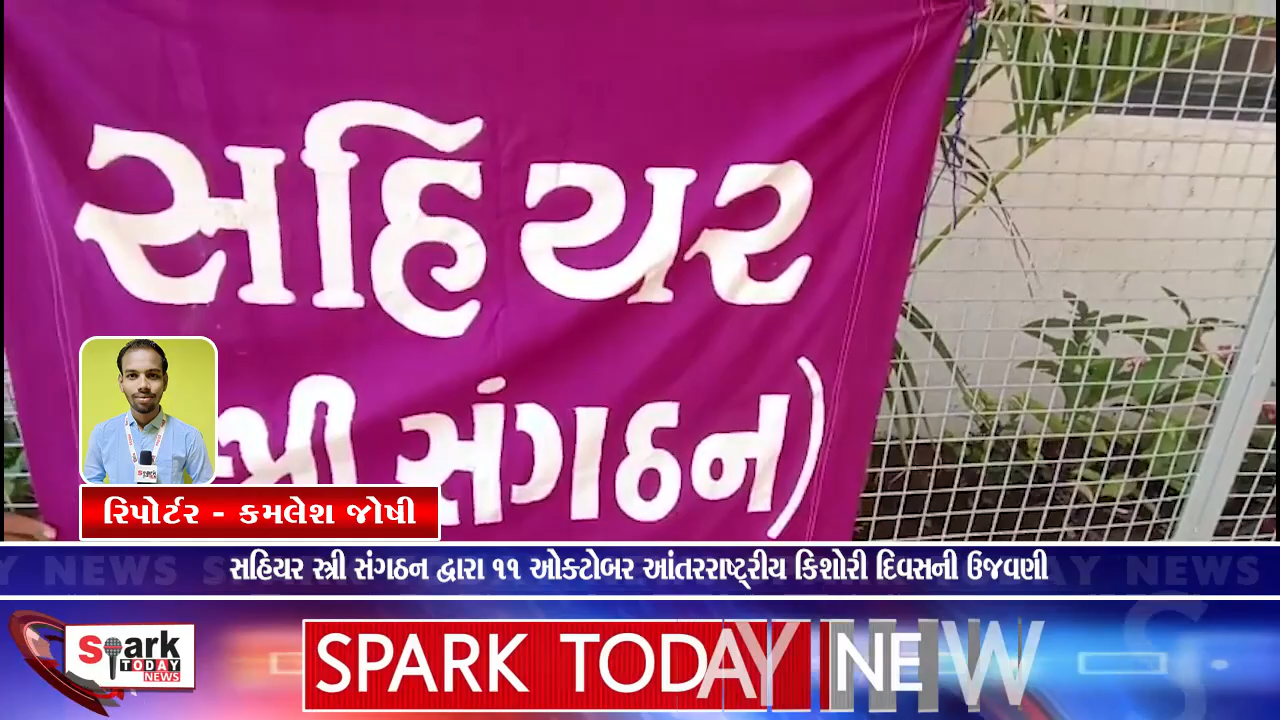 સહિયર
સ્ત્રી સંગઠન)
રિપોર્ટર - કમલેશ જોષી
સહિયર સ્ત્રી સંગઠન દ્વારા ૧૧ ઓક્ટોબર આંતરરાષ્ટ્રીય કિશોરી દિવસની ઉજવણી
Spark
TODAY
NEWS
SPARK TODAY NEW